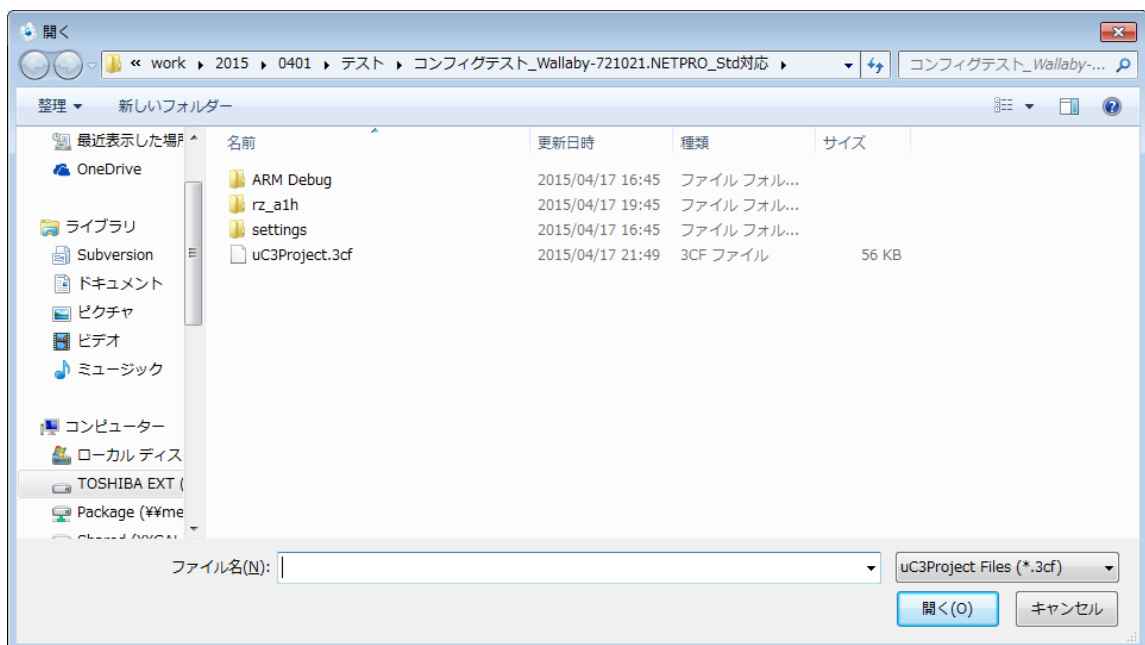 開く
« work ▸ 2015 ▸ 0401 ▸ テスト ▸ コンフィグテスト_Wallaby-721021.NETPRO_Std対応 ▸
コンフィグテスト_Wallaby-...
整理 新しいフォルダー
名前 更新日時 種類 サイズ
最近表示した場所
OneDrive
ライブラリ
Subversion
ドキュメント
ピクチャ
ビデオ
ミュージック
コンピューター
ローカル ディス
TOSHIBA EXT (
Package (¥¥me
ARM Debug 2015/04/17 16:45 ファイル フォル...
rz_a1h 2015/04/17 19:45 ファイル フォル...
settings 2015/04/17 16:45 ファイル フォル...
uC3Project.3cf 2015/04/17 21:49 3CF ファイル 56 KB
ファイル名(N):
uC3Project Files (*.3cf)
開く(O) キャンセル